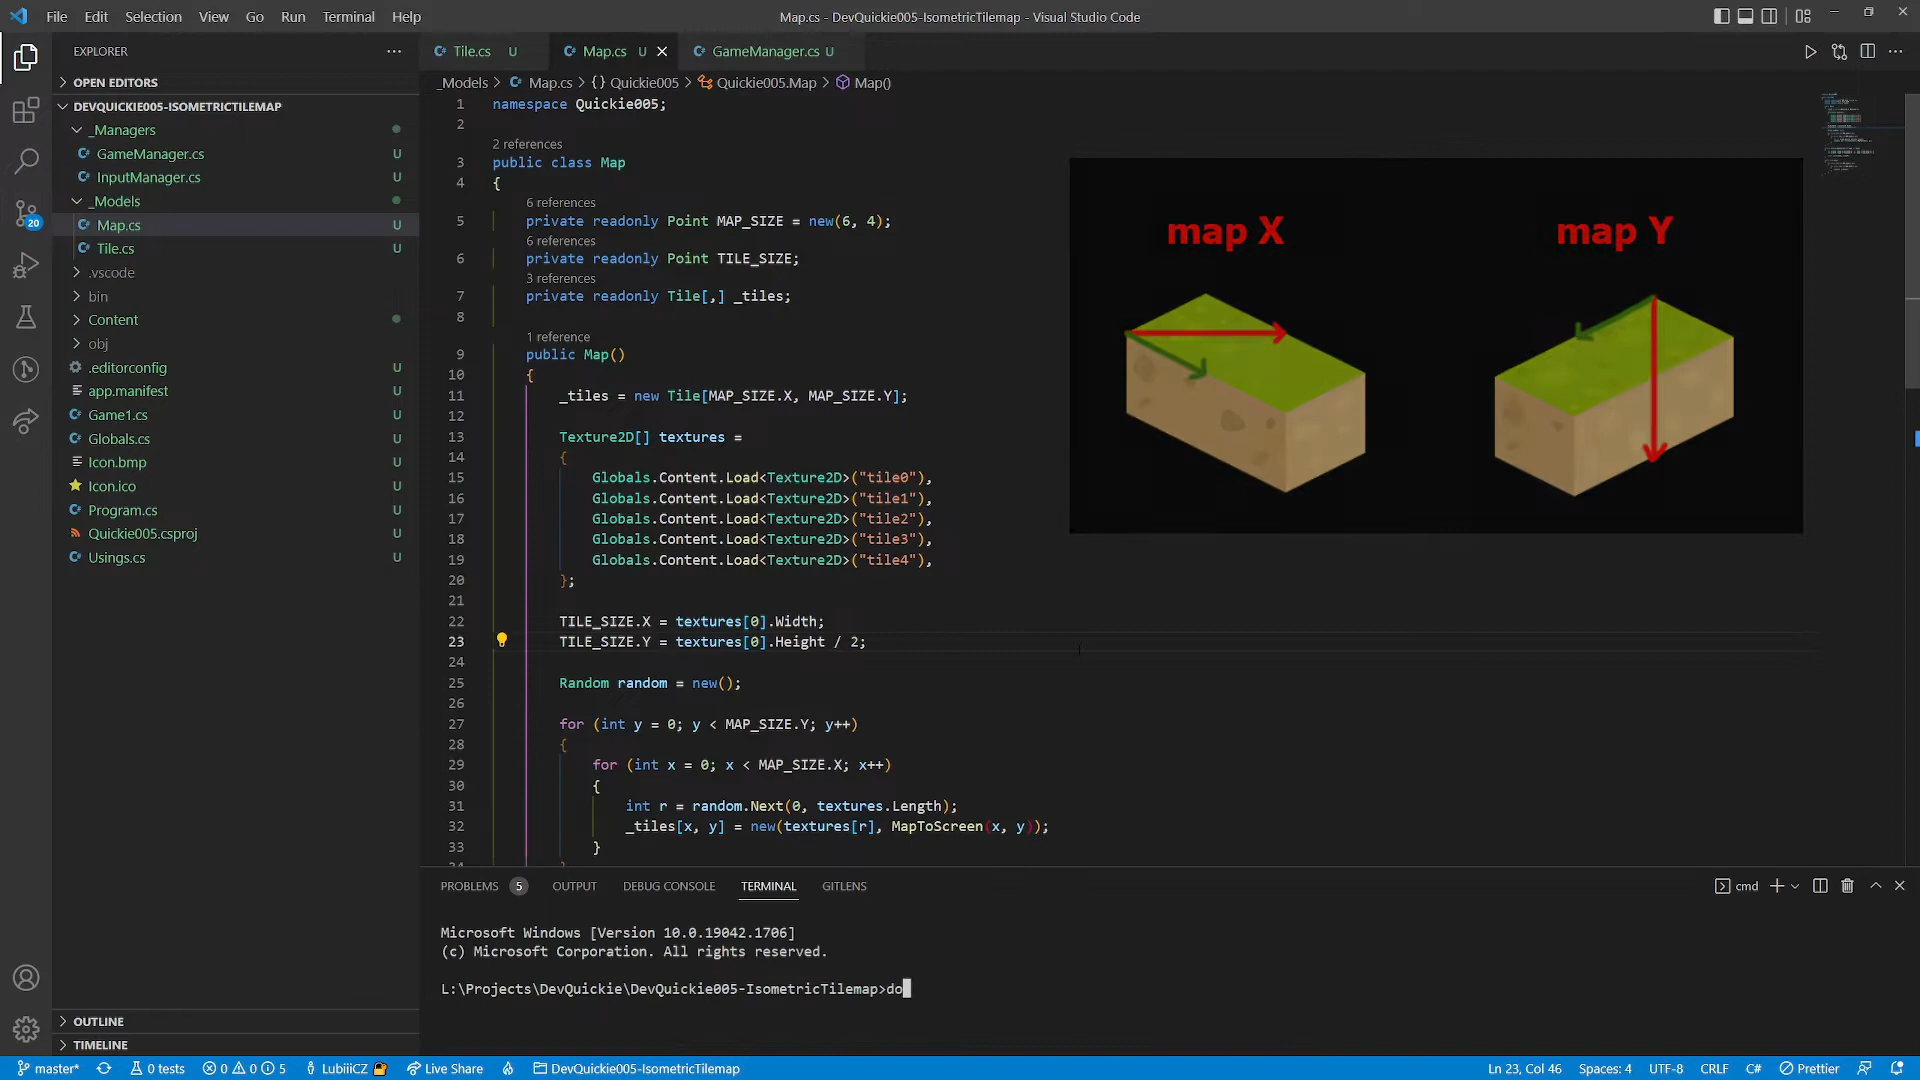 File Edit Selection View Go Run Terminal Help
Map.cs - DevQuickie005-IsometricTilemap - Visual Studio Code
EXPLORER
OPEN EDITORS
DEVQUICKIE005-ISOMETRICTILEMAP
_Managers
GameManager.cs U
InputManager.cs U
_Models
Map.cs U
Tile.cs U
.vscode
bin
Content
obj
.editorconfig U
app.manifest U
Game1.cs U
Globals.cs U
Icon.bmp U
Icon.ico U
Program.cs U
Quickie005.csproj U
Usings.cs U
OUTLINE
TIMELINE
20
Tile.cs U Map.cs U GameManager.cs U
_Models > Map.cs > {} Quickie005 > Quickie005.Map > Map()
1 namespace Quickie005;
2
2 references
3 public class Map
4 {
6 references
5 private readonly Point MAP_SIZE = new(6, 4);
6 references
6 private readonly Point TILE_SIZE;
3 references
7 private readonly Tile[,] _tiles;
8
1 reference
9 public Map()
10 {
11 _tiles = new Tile[MAP_SIZE.X, MAP_SIZE.Y];
12
13 Texture2D[] textures =
14 {
15 Globals.Content.Load<Texture2D>("tile0"),
16 Globals.Content.Load<Texture2D>("tile1"),
17 Globals.Content.Load<Texture2D>("tile2"),
18 Globals.Content.Load<Texture2D>("tile3"),
19 Globals.Content.Load<Texture2D>("tile4"),
20 };
21
22 TILE_SIZE.X = textures[0].Width;
23 TILE_SIZE.Y = textures[0].Height / 2;
24
25 Random random = new();
26
27 for (int y = 0; y < MAP_SIZE.Y; y++)
28 {
29 for (int x = 0; x < MAP_SIZE.X; x++)
30 {
31 int r = random.Next(0, textures.Length);
32 _tiles[x, y] = new(textures[r], MapToScreen(x, y));
33 }
map X
map Y
PROBLEMS 5 OUTPUT DEBUG CONSOLE TERMINAL GITLENS
cmd
Microsoft Windows [Version 10.0.19042.1706]
(c) Microsoft Corporation. All rights reserved.
L:\Projects\DevQuickie\DevQuickie005-IsometricTilemap>do
master* 0 tests 0 0 5 LubiiiCZ Live Share DevQuickie005-IsometricTilemap
Ln 23, Col 46 Spaces: 4 UTF-8 CRLF C# Prettier